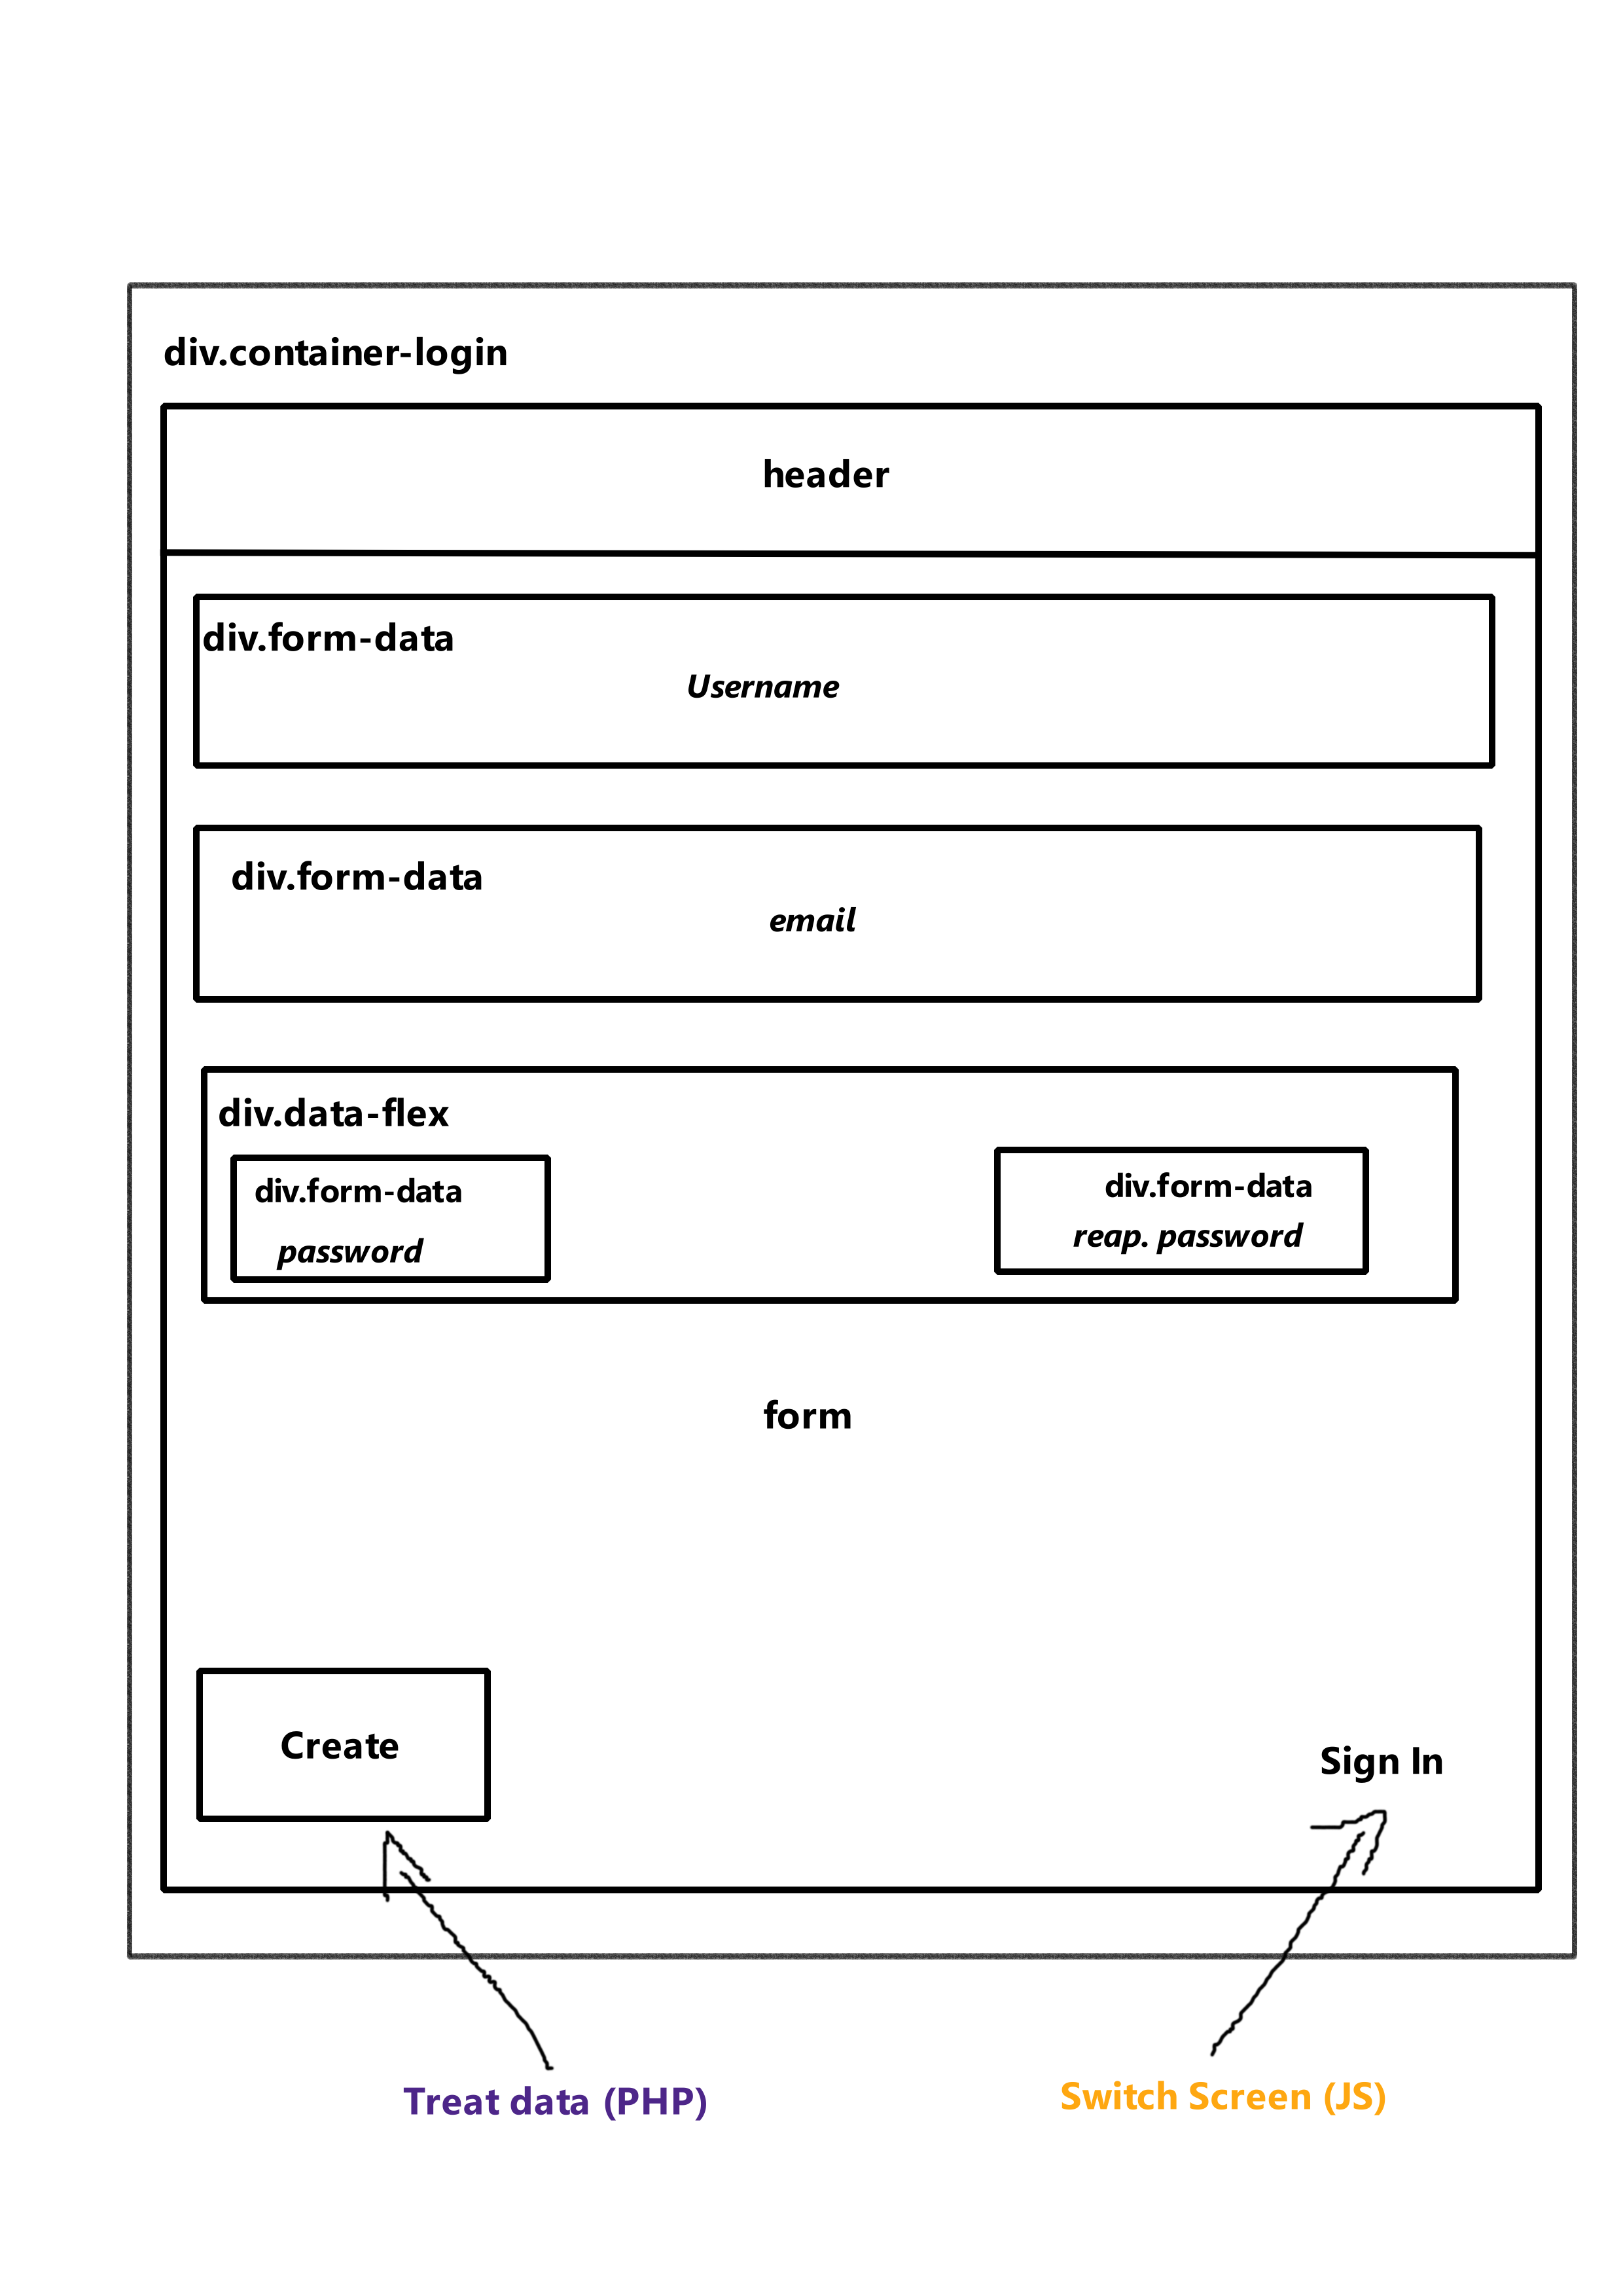 div.container-login
header
div.form-data
Username
div.form-data
email
div.data-flex
div.form-data
password
div.form-data
reap. password
form
Create
Sign In
Treat data (PHP)
Switch Screen (JS)